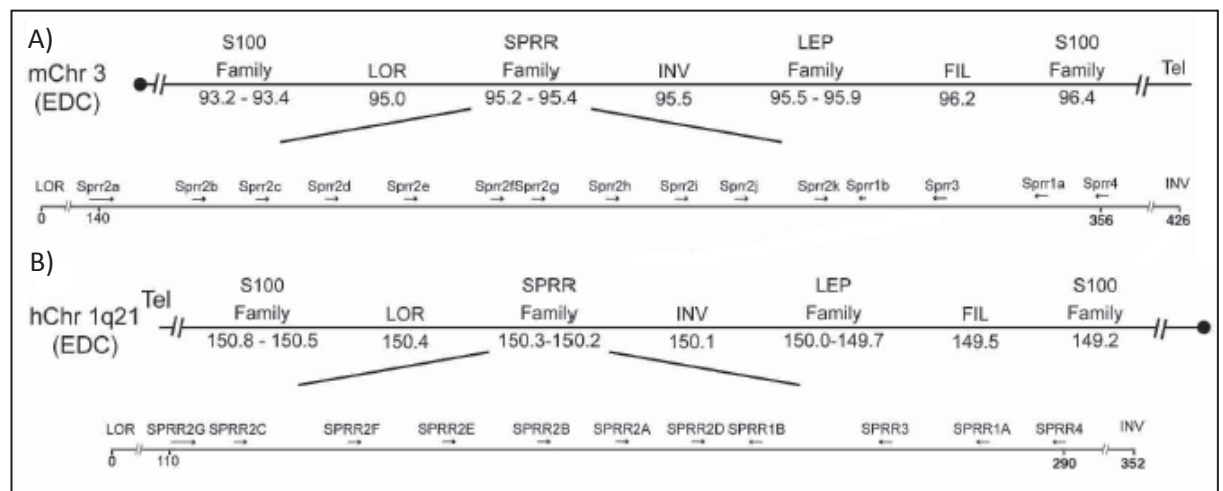 A)
S100 SPRR LEP S100
mChr 3 Family LOR Family INV Family FIL Family Tel
(EDC) 93.2 - 93.4 95.0 95.2 - 95.4 95.5 95.5 - 95.9 96.2 96.4
LOR Sprr2a Sprr2b Sprr2c Sprr2d Sprr2e Sprr2f Sprr2g Sprr2h Sprr2i Sprr2j Sprr2k Sprr1b Sprr3 Sprr1a Sprr4 INV
0 140 356 426
B)
S100 SPRR LEP S100
hChr 1q21 Tel Family LOR Family INV Family FIL Family
(EDC) 150.8 - 150.5 150.4 150.3-150.2 150.1 150.0-149.7 149.5 149.2
LOR SPRR2G SPRR2C SPRR2F SPRR2E SPRR2B SPRR2A SPRR2D SPRR1B SPRR3 SPRR1A SPRR4 INV
0 110 290 352